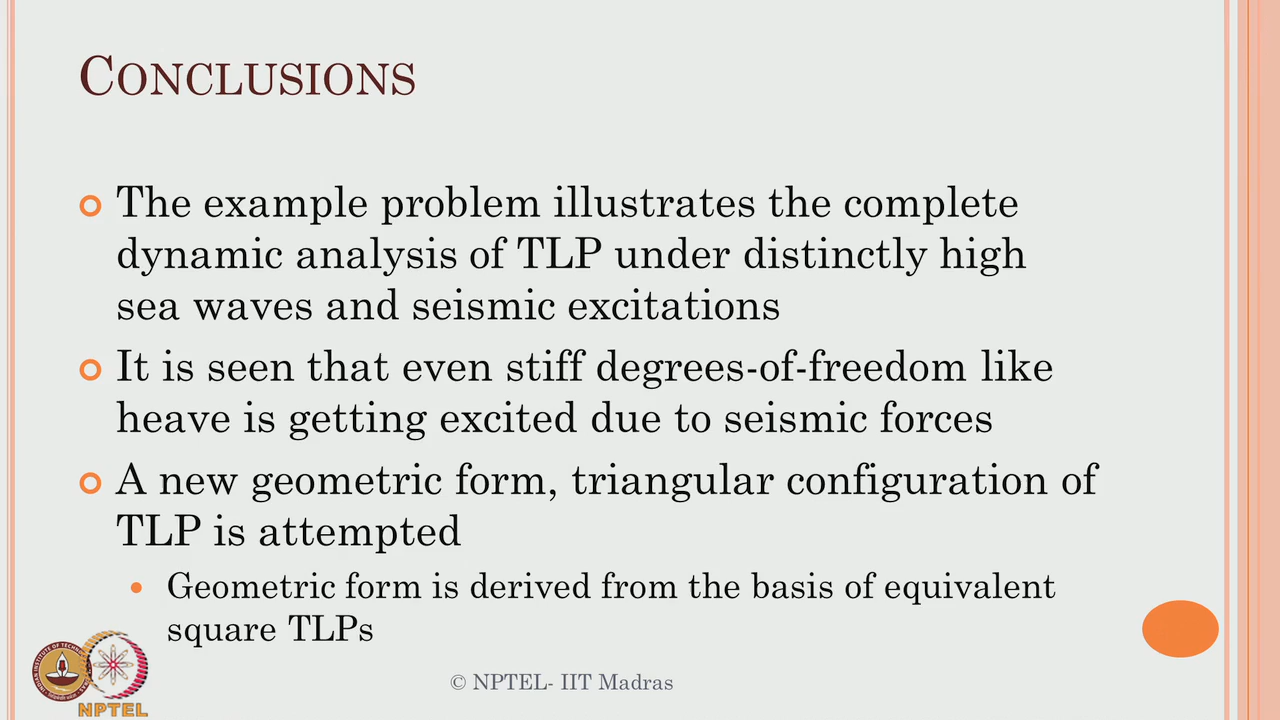 CONCLUSIONS
The example problem illustrates the complete
dynamic analysis of TLP under distinctly high
sea waves and seismic excitations
It is seen that even stiff degrees-of-freedom like
heave is getting excited due to seismic forces
A new geometric form, triangular configuration of
TLP is attempted
Geometric form is derived from the basis of equivalent
square TLPs
© NPTEL- IIT Madras
NPTEL